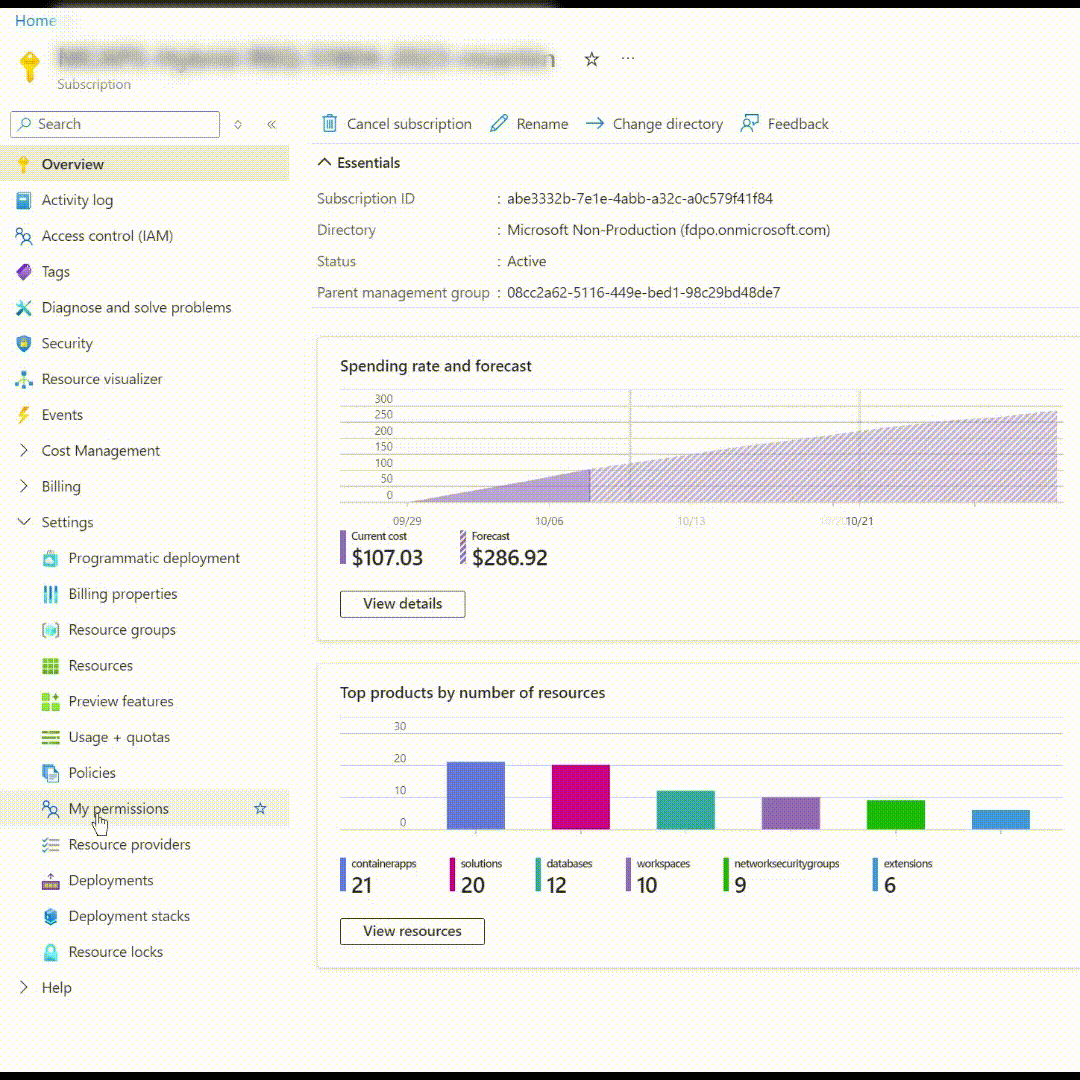 Home
Subscription
Search
Cancel subscription Rename Change directory Feedback
Overview
Activity log
Access control (IAM)
Tags
Diagnose and solve problems
Security
Resource visualizer
Events
Cost Management
Billing
Settings
Programmatic deployment
Billing properties
Resource groups
Resources
Preview features
Usage + quotas
Policies
My permissions
Resource providers
Deployments
Deployment stacks
Resource locks
Help
Essentials
Subscription ID : abe3332b-7e1e-4abb-a32c-a0c579f41f84
Directory : Microsoft Non-Production (fdpo.onmicrosoft.com)
Status : Active
Parent management group : 08cc2a62-5116-449e-bed1-98c29bd48de7
Spending rate and forecast
300
250
200
150
100
50
0
09/29 10/06 10/13 10/21
Current cost Forecast
$107.03 $286.92
View details
Top products by number of resources
30
20
10
0
containerapps solutions databases workspaces networksecuritygroups extensions
21 20 12 10 9 6
View resources